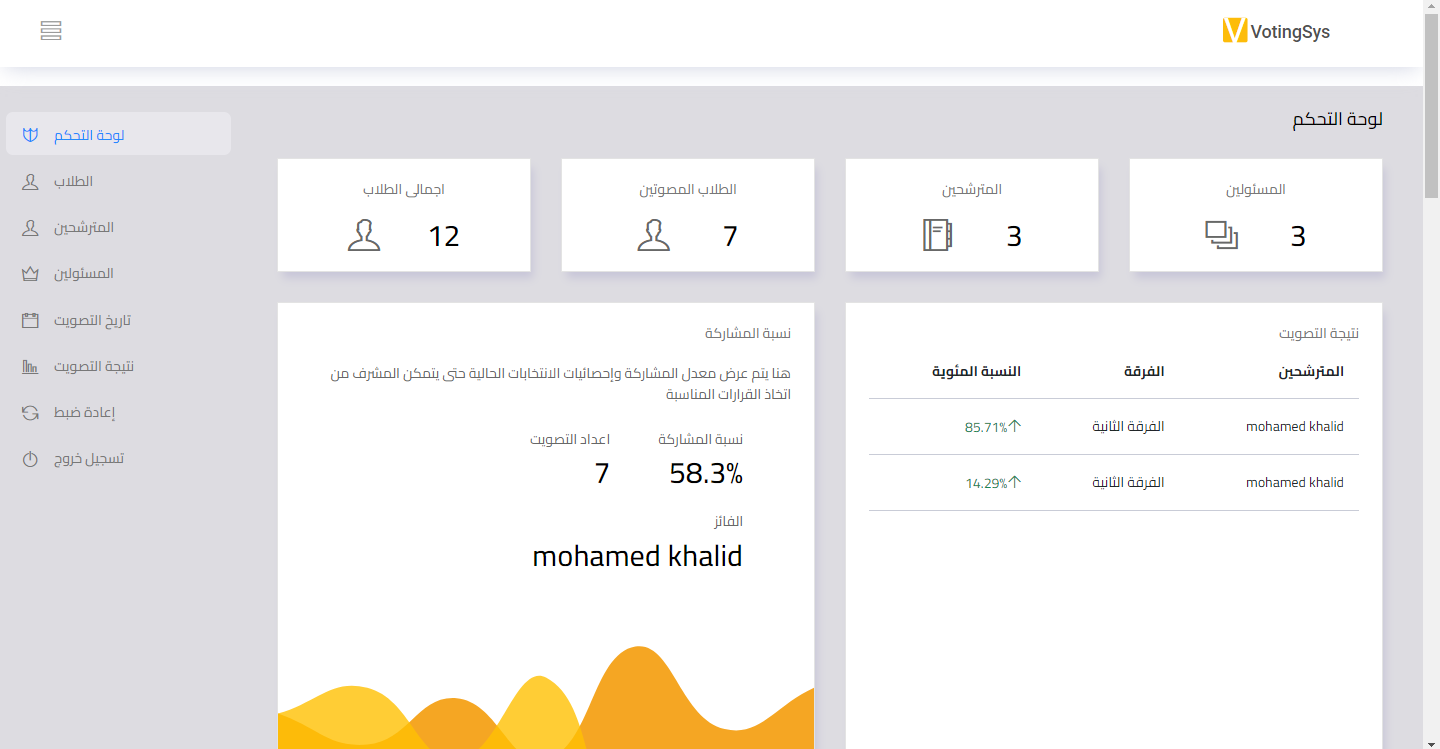 VotingSys
لوحة التحكم
الطلاب
المترشحين
المسئولين
تاريخ التصويت
نتيجة التصويت
إعادة ضبط
تسجيل خروج
لوحة التحكم
المسئولين
3
المترشحين
3
الطلاب المصوتين
7
اجمالى الطلاب
12
نتيجة التصويت
المترشحين الفرقة النسبة المئوية
mohamed khalid الفرقة الثانية 85.71%
mohamed khalid الفرقة الثانية 14.29%
نسبة المشاركة
هنا يتم عرض معدل المشاركة وإحصائيات الانتخابات الحالية حتى يتمكن المشرف من
اتخاذ القرارات المناسبة
نسبة المشاركة اعداد التصويت
58.3% 7
الفائز
mohamed khalid